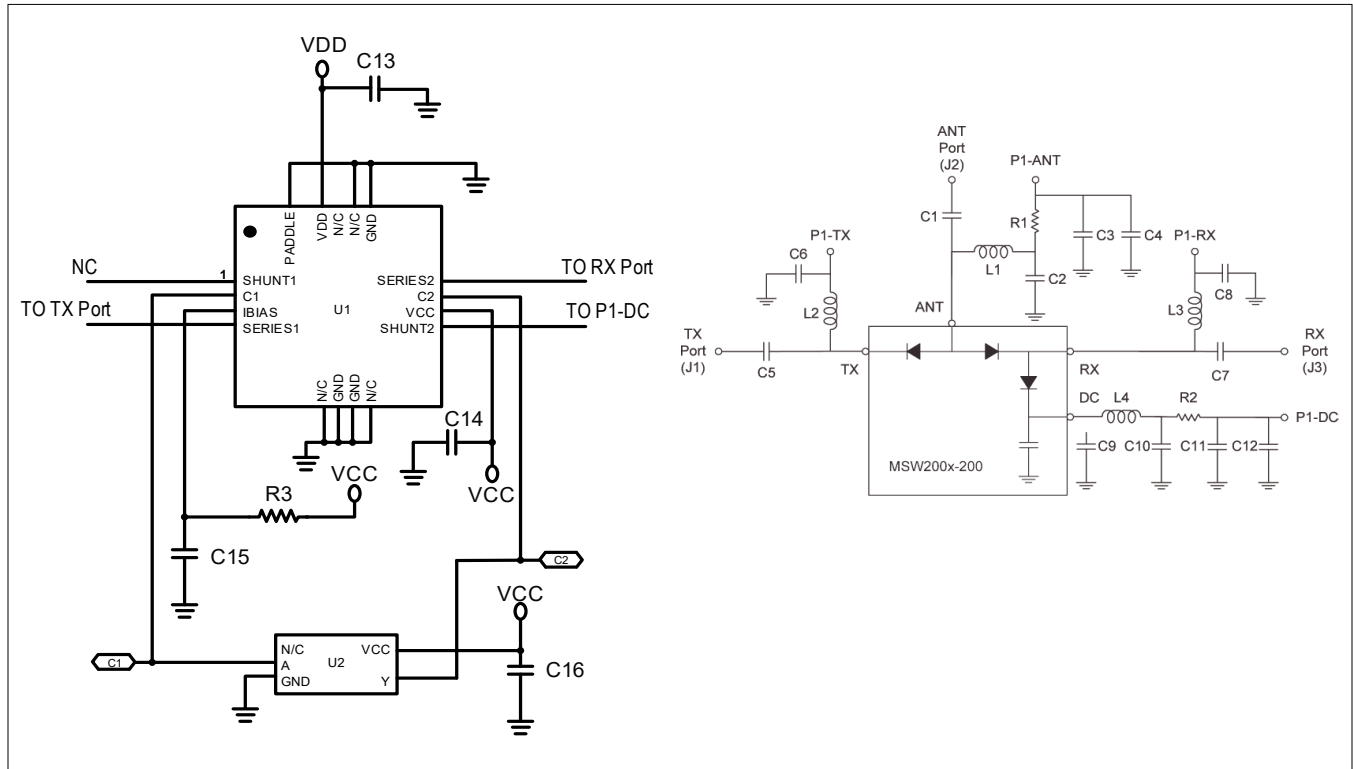 VDD
C13
PADDLE
VDD
N/C
N/C
GND
NC
1
SHUNT1
C1
IBIAS
SERIES1
TO TX Port
U1
SERIES2
C2
VCC
SHUNT2
TO RX Port
TO P1-DC
N/C
GND
GND
N/C
C14
VCC
VCC
R3
C15
C2
VCC
C1
N/C
A
GND
U2
VCC
Y
C16
ANT
Port
(J2)
P1-ANT
C1
R1
C3
C4
P1-TX
P1-RX
C6
L1
C2
C8
L2
L3
ANT
TX
Port
(J1)
C5
TX
RX
C7
RX
Port
(J3)
DC
L4
R2
P1-DC
C9
C10
C11
C12
MSW200x-200